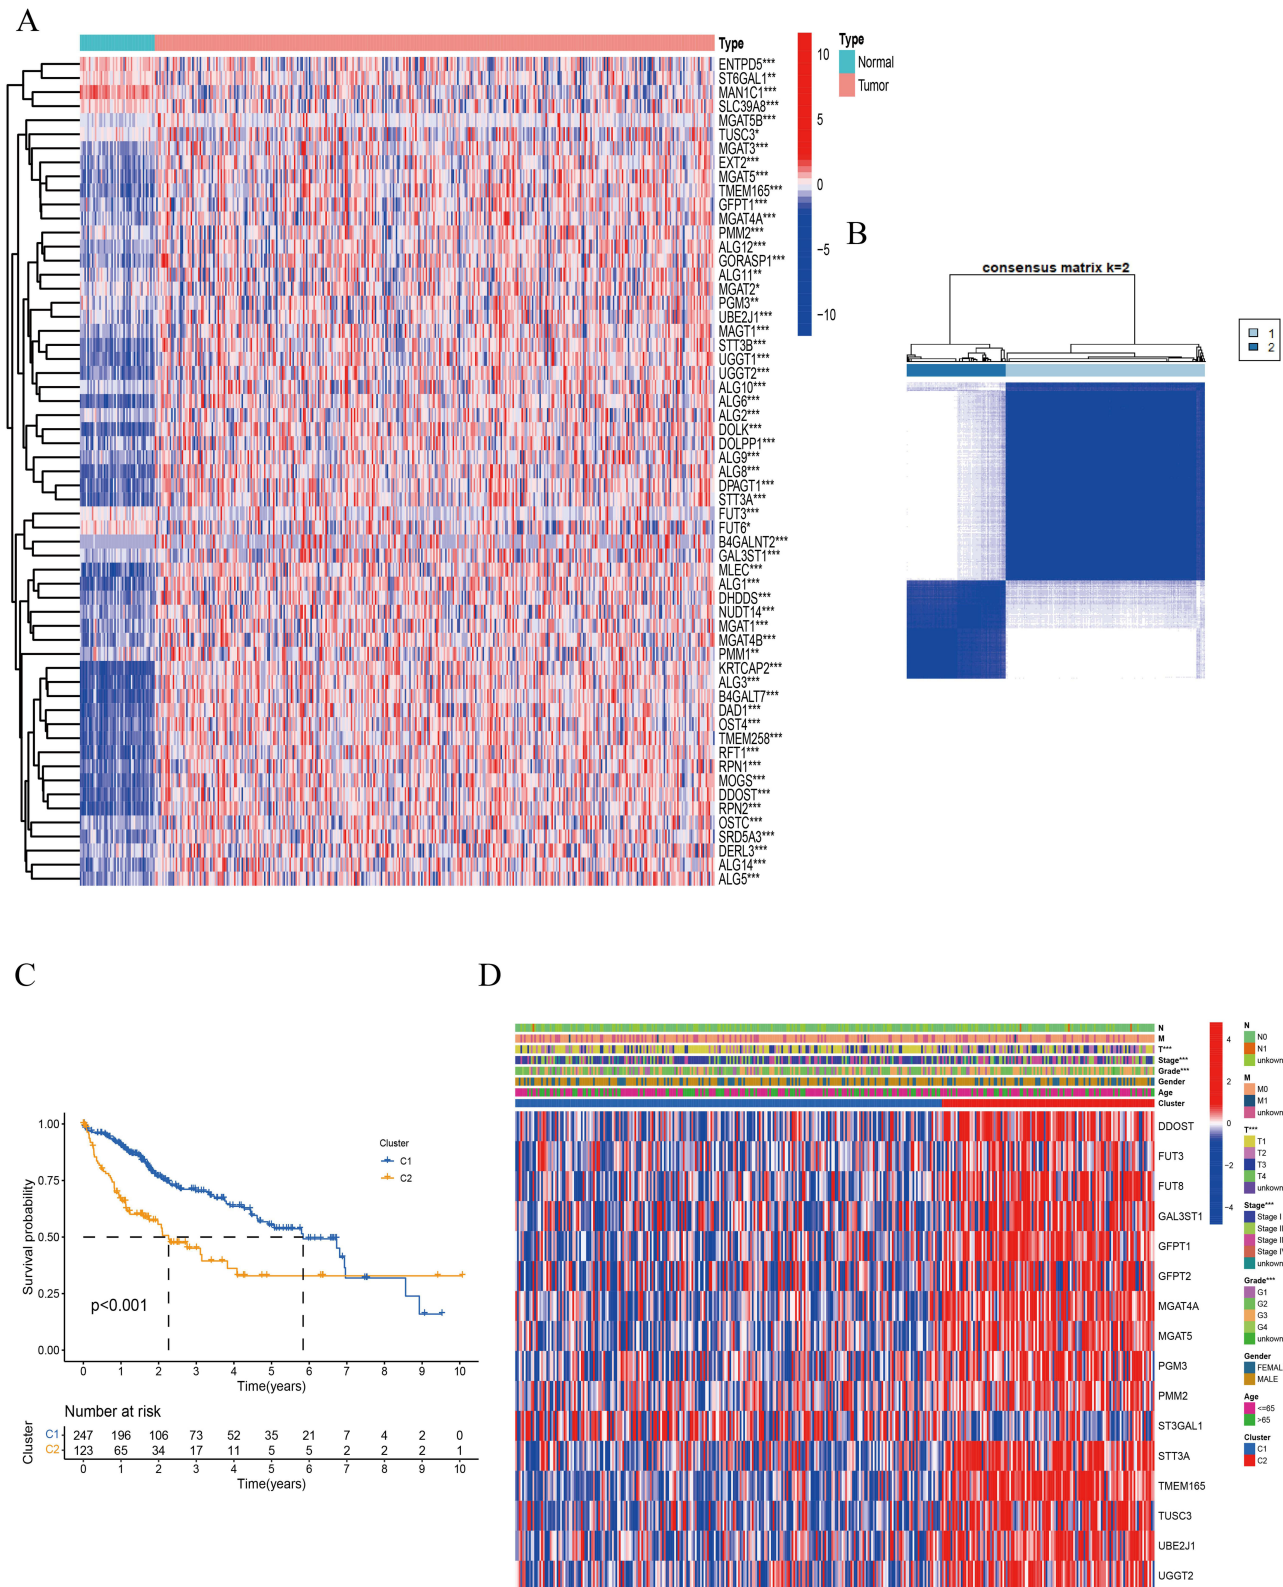 A
Type
10
5
0
−5
−10
Type
Normal
Tumor
ENTPD5***
ST6GAL1**
MAN1C1***
SLC39A8***
MGAT5B***
TUSC3*
MGAT3***
EXT2***
MGAT5***
TMEM165***
GFPT1***
MGAT4A***
PMM2***
ALG12***
GORASP1***
ALG11**
MGAT2*
PGM3**
UBE2J1***
MAGT1***
STT3B***
UGGT1***
UGGT2***
ALG10***
ALG6***
ALG2***
DOLK***
DOLPP1***
ALG9***
ALG8***
DPAGT1***
STT3A***
FUT3***
FUT6*
B4GALNT2***
GAL3ST1***
MLEC***
ALG1***
DHDDS***
NUDT14***
MGAT1***
MGAT4B***
PMM1**
KRTCAP2***
ALG3***
B4GALT7***
DAD1***
OST4***
TMEM258***
RFT1***
RPN1***
MOGS***
DDOST***
RPN2***
OSTC***
SRD5A3***
DERL3***
ALG14***
ALG5***
B
consensus matrix k=2
1
2
C
Survival probability
1.00
0.75
0.50
0.25
0.00
Cluster
C1
C2
p<0.001
0 1 2 3 4 5 6 7 8 9 10
Time(years)
Number at risk
Cluster
C1 247 196 106 73 52 35 21 7 4 2 0
C2 123 65 34 17 11 5 5 2 2 2 1
0 1 2 3 4 5 6 7 8 9 10
Time(years)
D
N
M
T***
Stage***
Grade***
Gender
Age
Cluster
DDOST
FUT3
FUT8
GAL3ST1
GFPT1
GFPT2
MGAT4A
MGAT5
PGM3
PMM2
ST3GAL1
STT3A
TMEM165
TUSC3
UBE2J1
UGGT2
4
2
0
−2
−4
N
N0
N1
unkown
M
M0
M1
unknown
T***
T1
T2
T3
T4
unknown
Stage***
Stage I
Stage II
Stage II
Stage IV
unkown
Grade***
G1
G2
G3
G4
unkown
Gender
FEMAL
MALE
Age
<=65
>65
Cluster
C1
C2